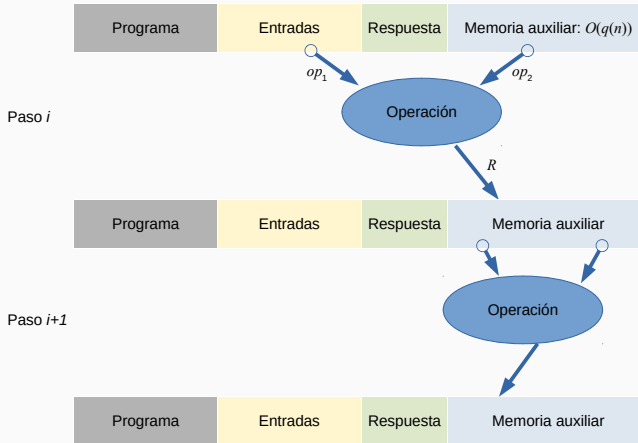 Programa Entradas Respuesta Memoria auxiliar: O(q(n))
op1 op2
Operación
Paso i
R
Programa Entradas Respuesta Memoria auxiliar
Operación
Paso i+1
Programa Entradas Respuesta Memoria auxiliar